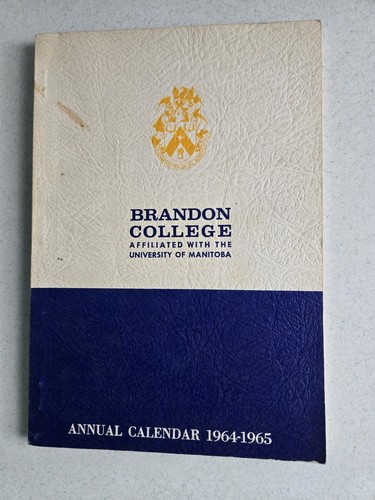 BRANDON
COLLEGE
AFFILIATED WITH THE
UNIVERSITY OF MANITOBA
ANNUAL CALENDAR 1964-1965